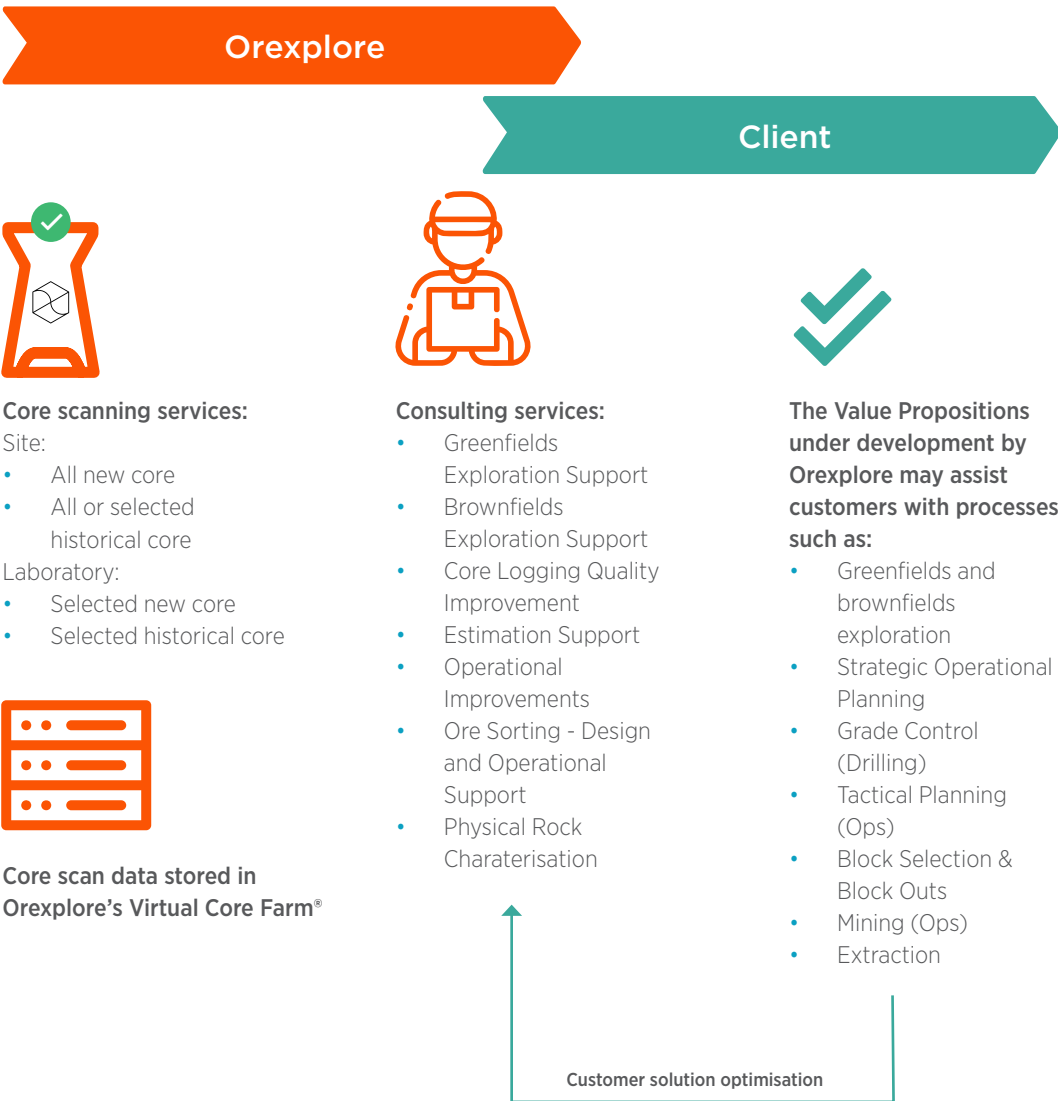 Orexplore
Client
Core scanning services:
Site:
• All new core
• All or selected
historical core
Laboratory:
• Selected new core
• Selected historical core
Core scan data stored in
Orexplore's Virtual Core Farm®
Consulting services:
• Greenfields
Exploration Support
• Brownfields
Exploration Support
• Core Logging Quality
Improvement
• Estimation Support
• Operational
Improvements
• Ore Sorting - Design
and Operational
Support
• Physical Rock
Charaterisation
The Value Propositions
under development by
Orexplore may assist
customers with processes
such as:
• Greenfields and
brownfields
exploration
• Strategic Operational
Planning
• Grade Control
(Drilling)
• Tactical Planning
(Ops)
• Block Selection &
Block Outs
• Mining (Ops)
• Extraction
Customer solution optimisation